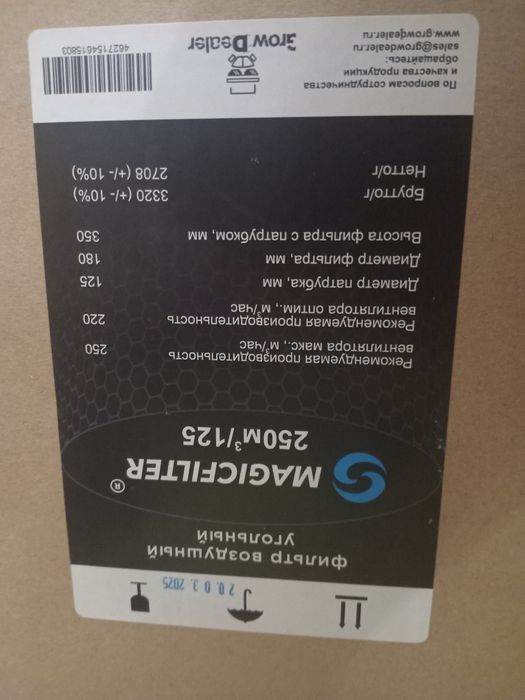 20.03.2025
ФИЛЬТР ВОЗДУШНЫЙ
УГОЛЬНЫЙ
MAGICFILTER®
250м³/125
Рекомендуемая производительность
вентилятора макс. м³/час 250
Рекомендуемая производительность
вентилятора оптим., м³/час 220
Диаметр патрубка, мм 125
Диаметр фильтра, мм 180
Высота фильтра с патрубком, мм 350
Брутто/г 3320 (+/- 10%)
Нетто/г 2708 (+/- 10%)
По вопросам сотрудничества
и качества продукции
обращайтесь:
sales@growdealer.ru
www.growdealer.ru
Grow Dealer
4627154615803